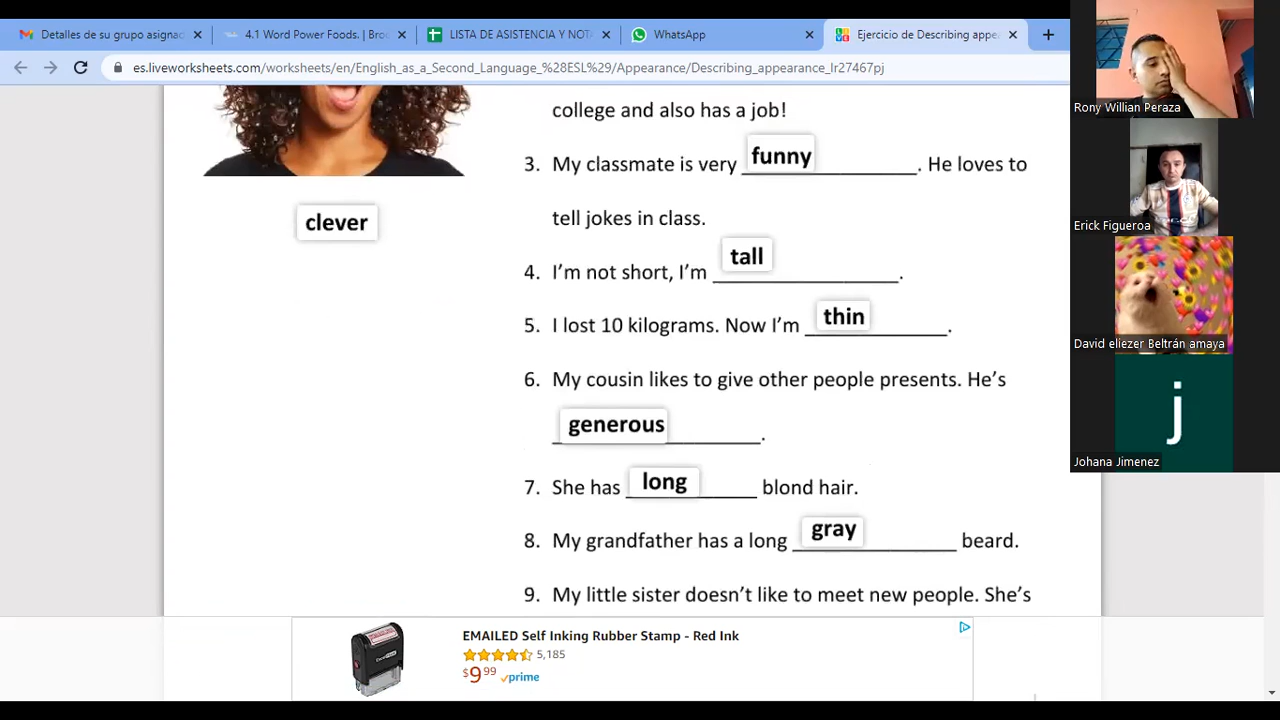 Detalles de su grupo asignac
4.1 Word Power Foods. | Broc
LISTA DE ASISTENCIA Y NOTA
WhatsApp
Ejercicio de Describing appea
es.liveworksheets.com/worksheets/en/English_as_a_Second_Language_%28ESL%29/Appearance/Describing_appearance_lr27467pj
college and also has a job!
3. My classmate is very funny. He loves to
tell jokes in class.
clever
4. I'm not short, I'm tall.
5. I lost 10 kilograms. Now I'm thin.
6. My cousin likes to give other people presents. He's
generous.
7. She has long blond hair.
8. My grandfather has a long gray beard.
9. My little sister doesn't like to meet new people. She's
EMAILED Self Inking Rubber Stamp - Red Ink
5,185
$9 99 prime
Rony Willian Peraza
Erick Figueroa
David eliezer Beltrán amaya
j
Johana Jimenez